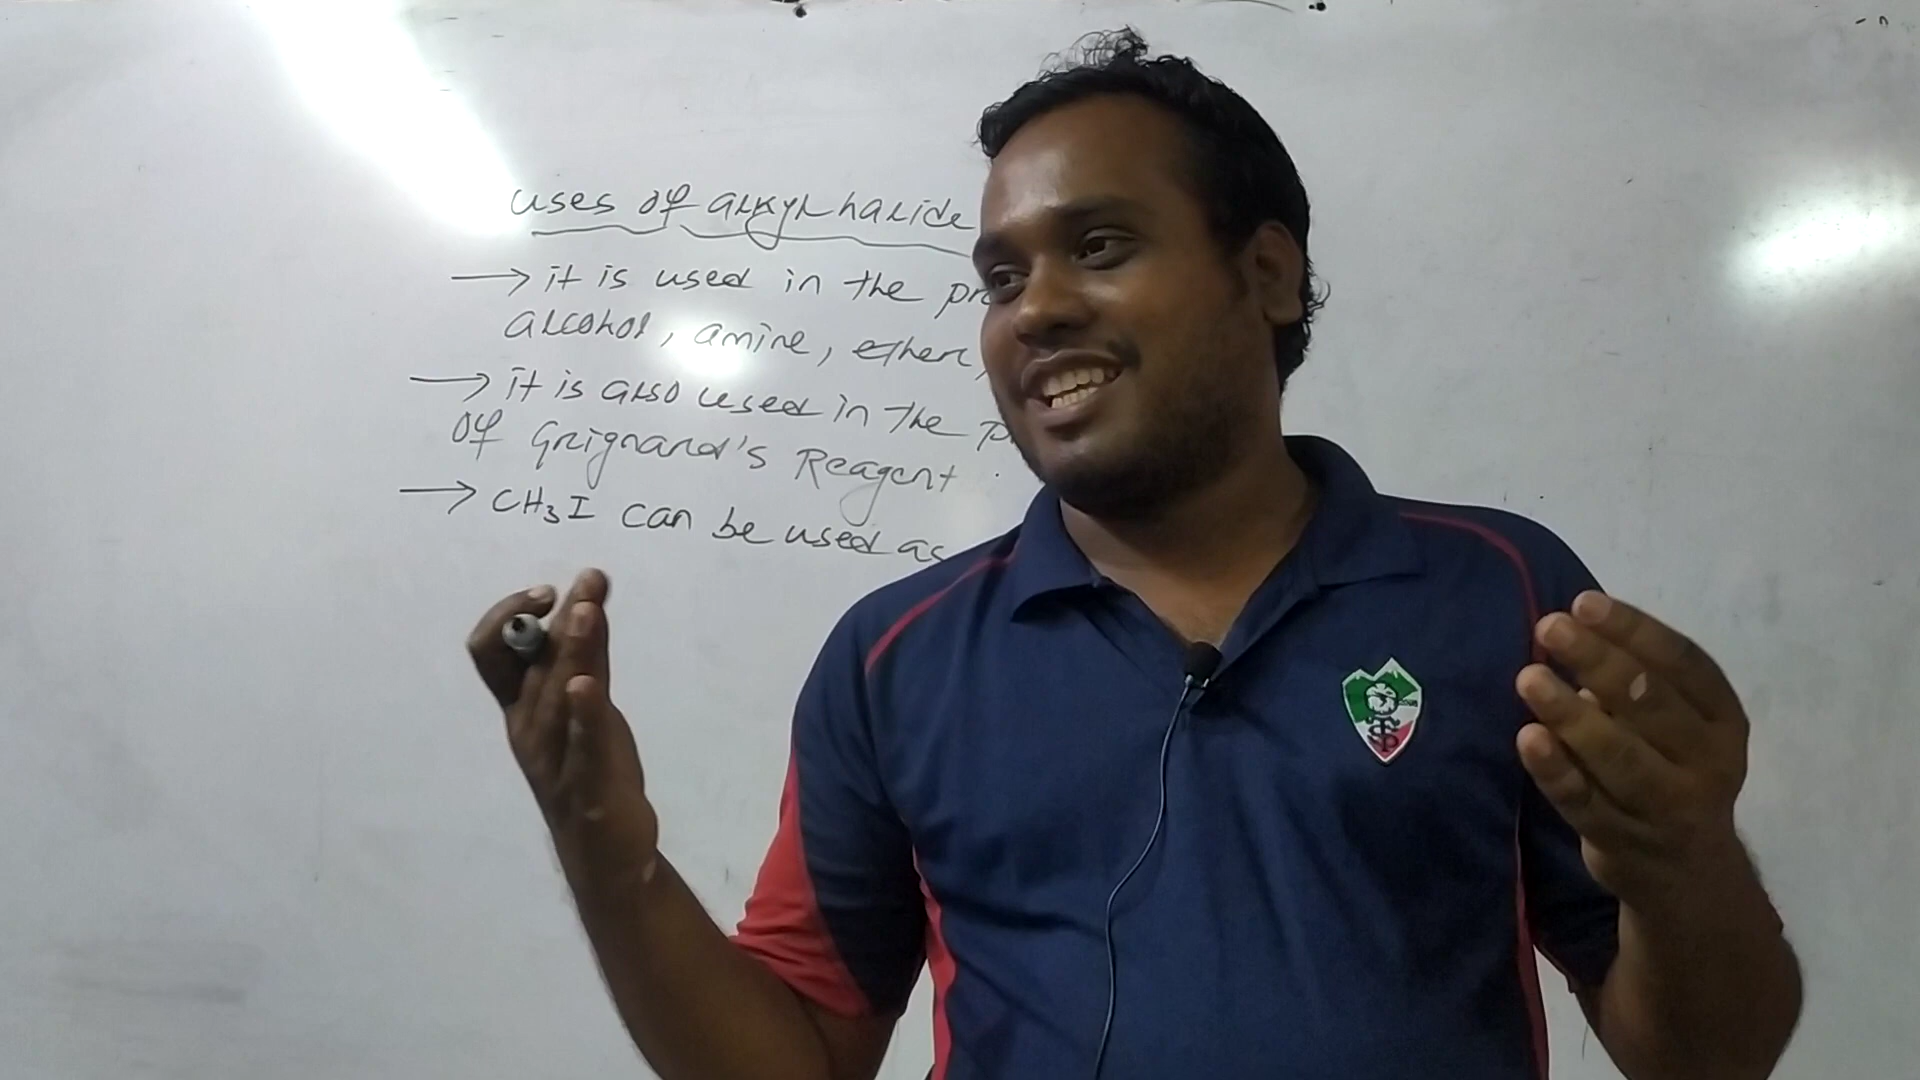 uses of alkyl halide
→ it is used in the
alcohol, amine, ether,
→ it is also used in the
of Grignard's Reagent.
→ CH₃I can be used as